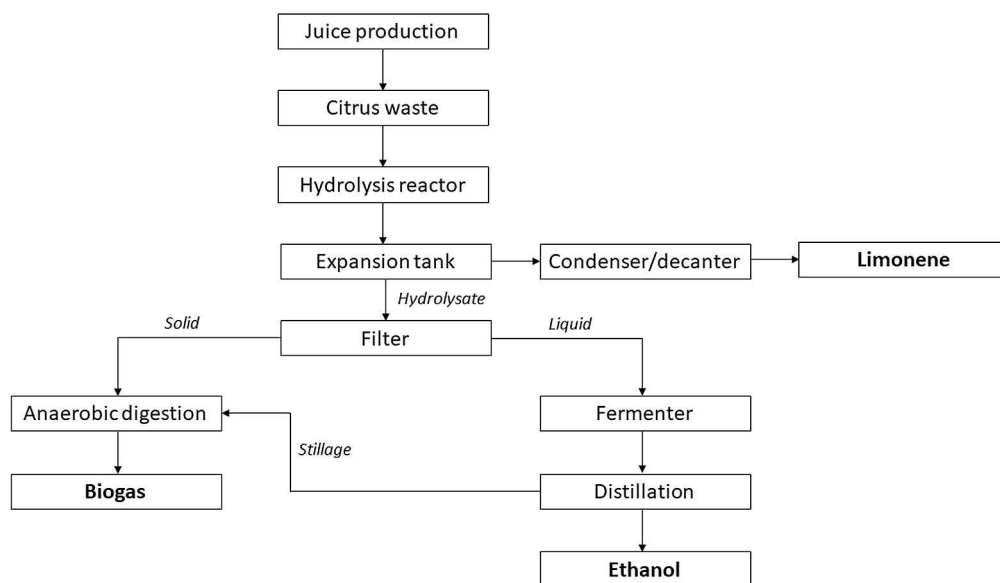 Juice production
Citrus waste
Hydrolysis reactor
Expansion tank
Condenser/decanter
Limonene
Hydrolysate
Solid
Liquid
Filter
Anaerobic digestion
Fermenter
Stillage
Biogas
Distillation
Ethanol